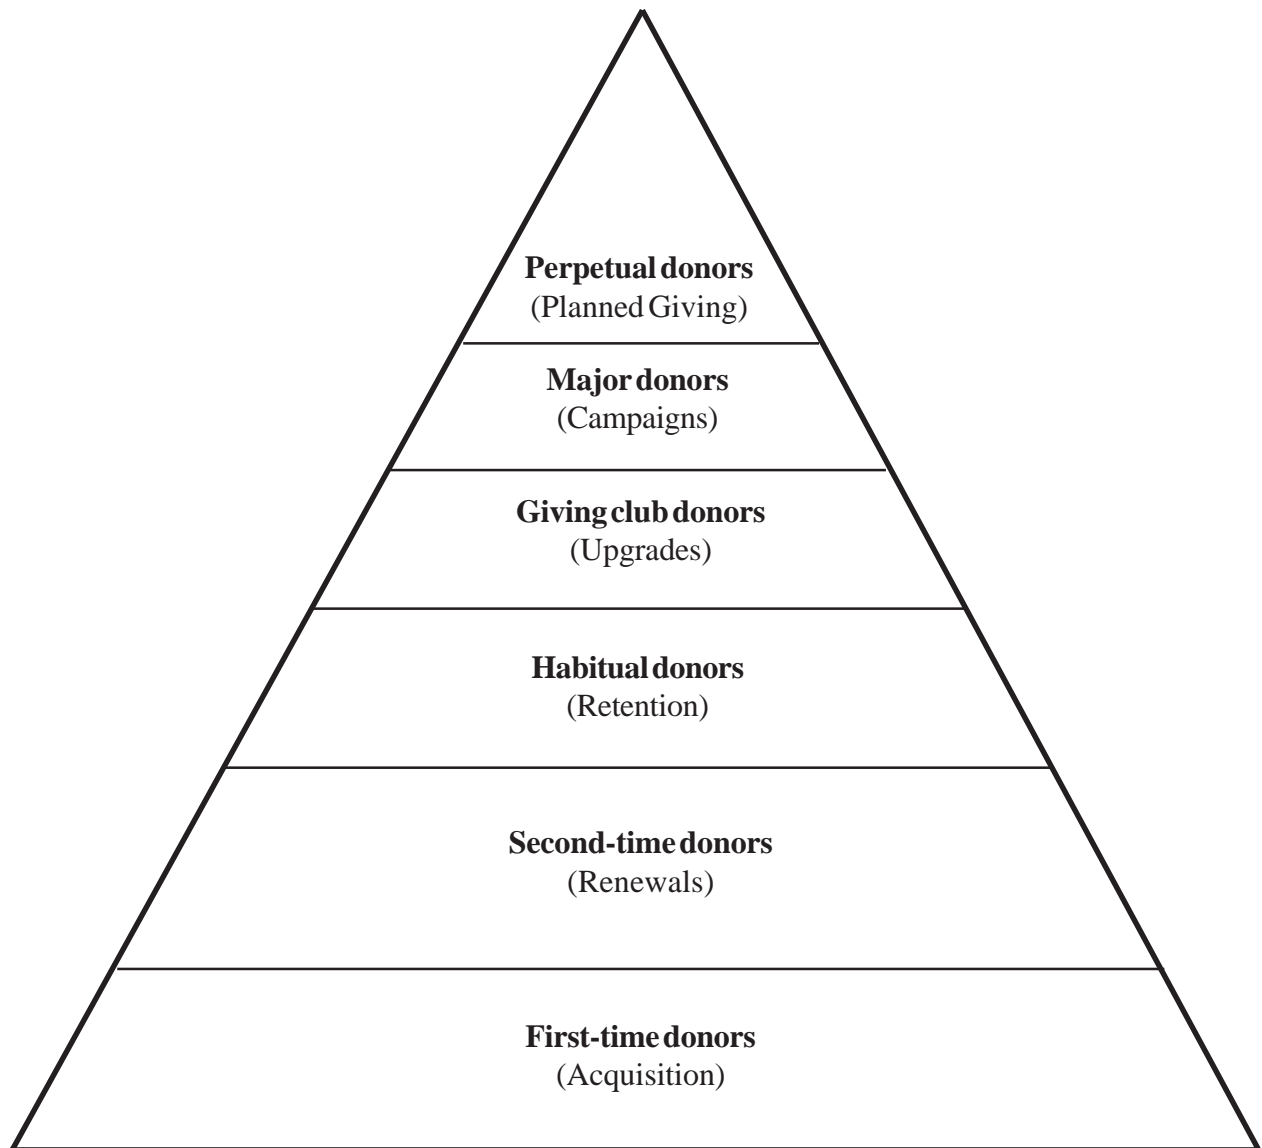 Perpetual donors
(Planned Giving)
Major donors
(Campaigns)
Giving club donors
(Upgrades)
Habitual donors
(Retention)
Second-time donors
(Renewals)
First-time donors
(Acquisition)